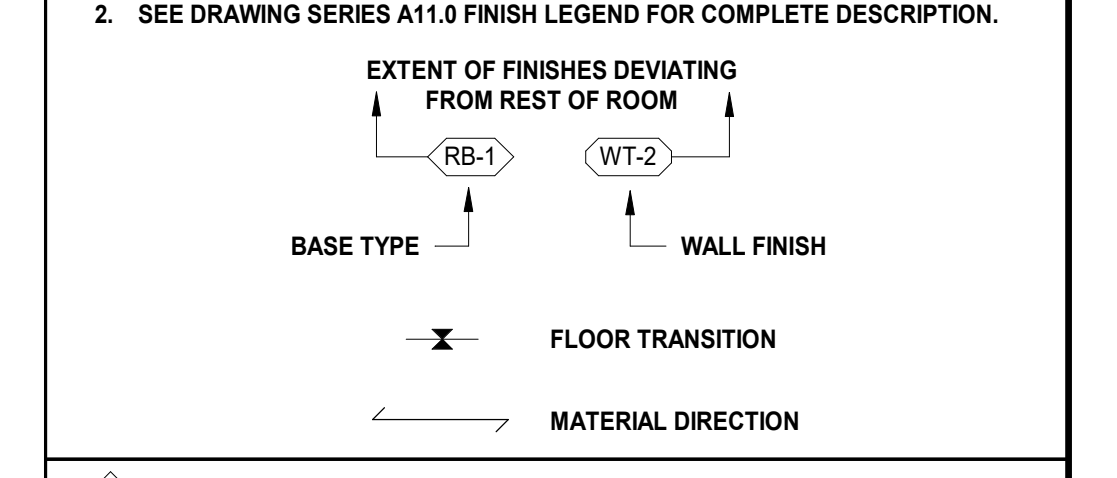 2. SEE DRAWING SERIES A11.0 FINISH LEGEND FOR COMPLETE DESCRIPTION.
EXTENT OF FINISHES DEVIATING
FROM REST OF ROOM
RB-1 WT-2
BASE TYPE WALL FINISH
FLOOR TRANSITION
MATERIAL DIRECTION